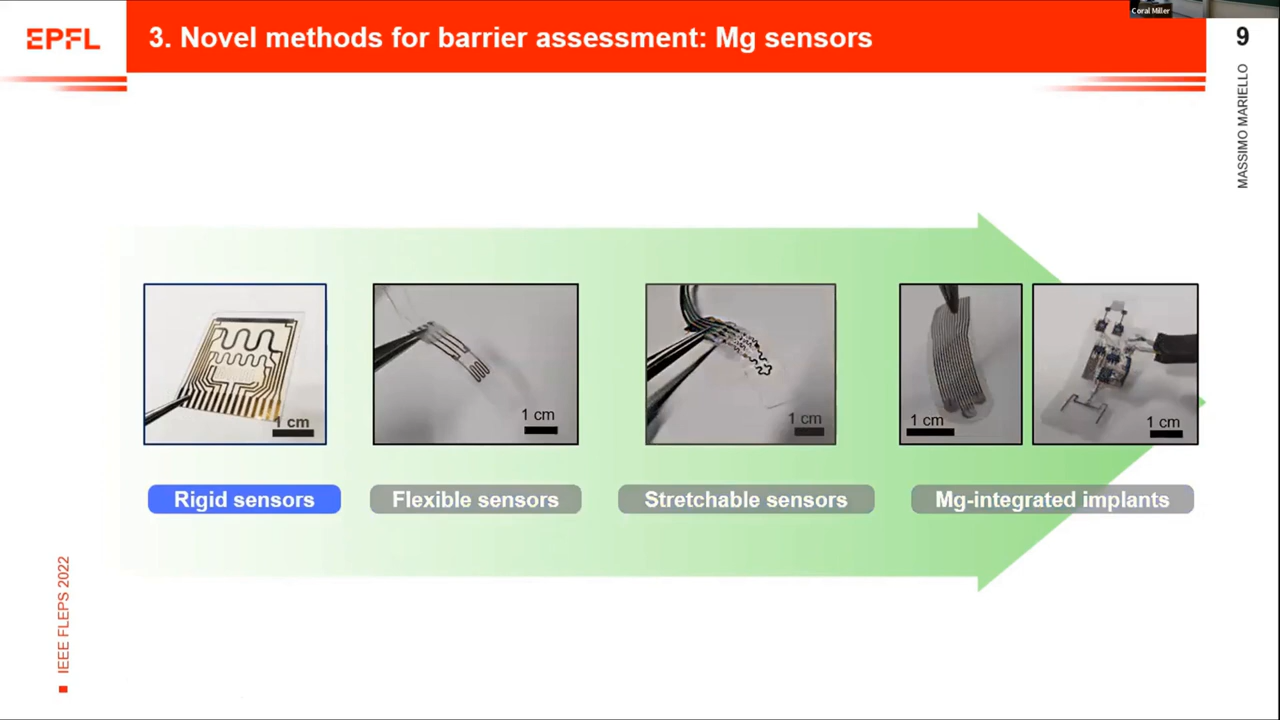 Coral Miller
EPFL
3. Novel methods for barrier assessment: Mg sensors
9
MASSIMO MARIELLO
1 cm
1 cm
1 cm
1 cm
1 cm
Rigid sensors
Flexible sensors
Stretchable sensors
Mg-integrated implants
IEEE FLEPS 2022